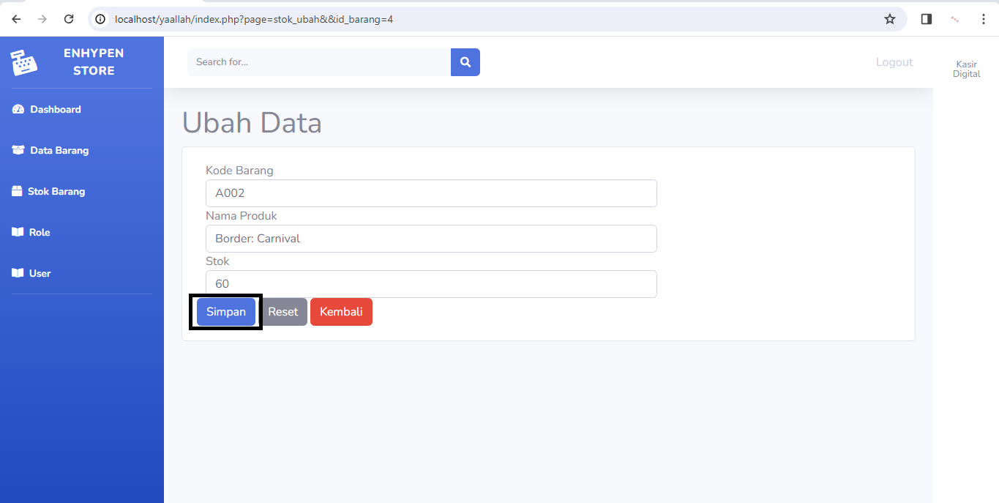 localhost/yaallah/index.php?page=stok_ubah&&id_barang=4
ENHYPEN
STORE
Search for...
Logout
Kasir
Digital
Dashboard
Data Barang
Stok Barang
Role
User
Ubah Data
Kode Barang
A002
Nama Produk
Border: Carnival
Stok
60
Simpan Reset Kembali